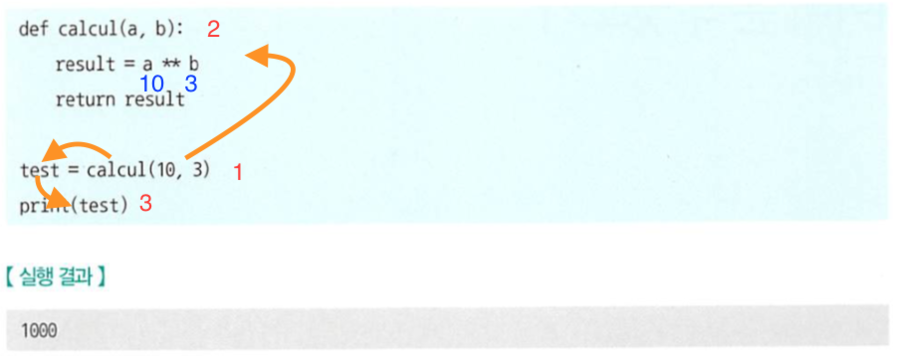 def calcul(a, b): 2
result = a ** b
10 3
return result
test = calcul(10, 3) 1
print(test) 3
【 실행 결과 】
1000